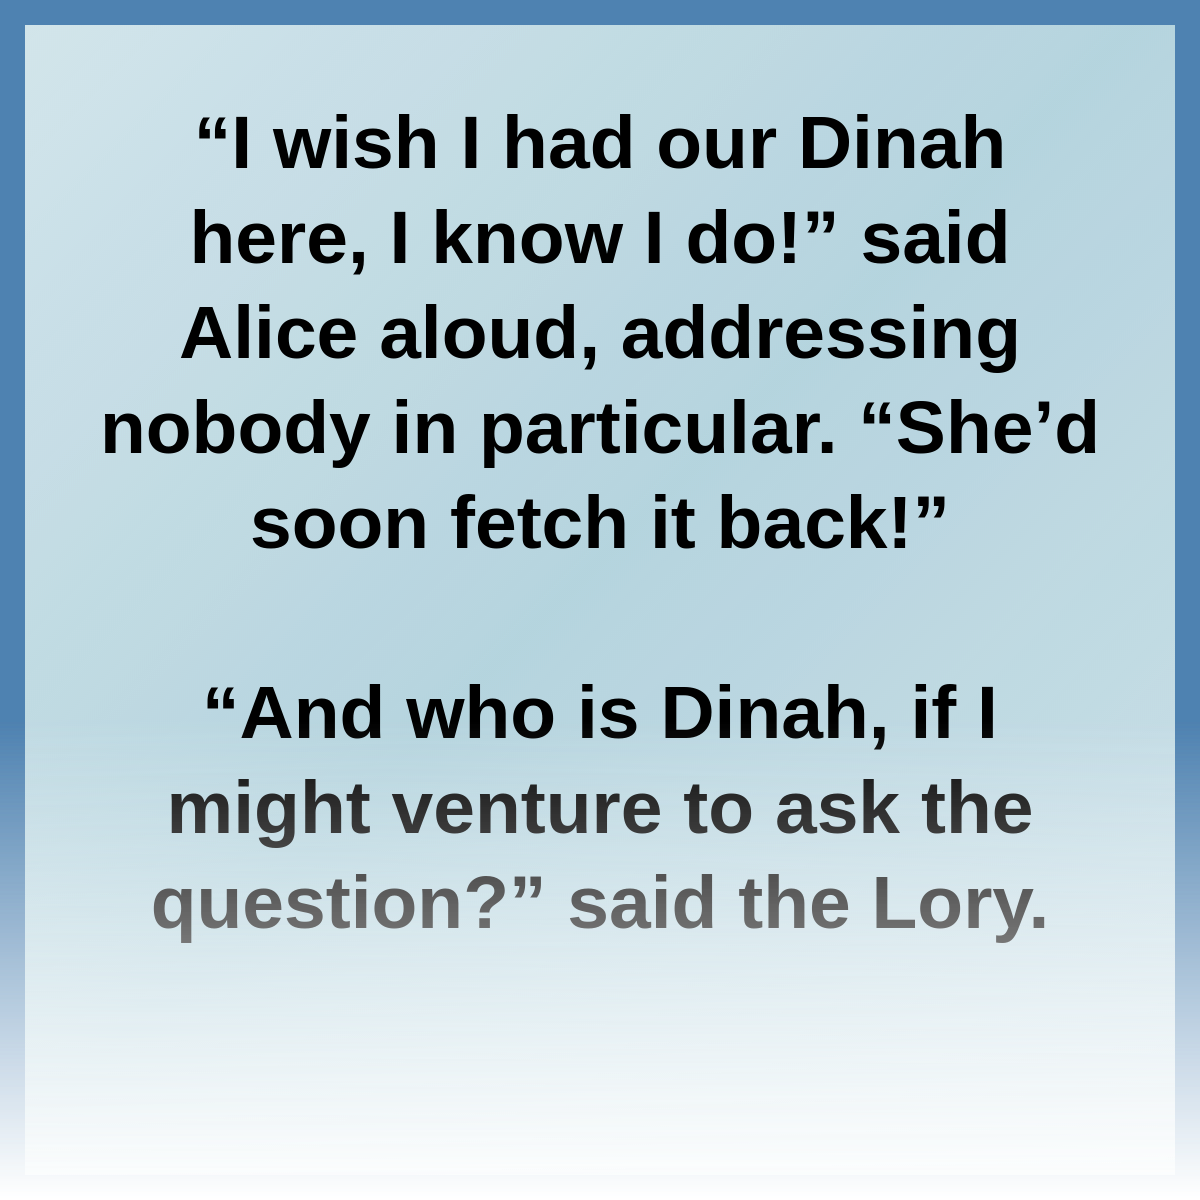 “I wish I had our Dinah
here, I know I do!” said
Alice aloud, addressing
nobody in particular. “She’d
soon fetch it back!”
“And who is Dinah, if I
might venture to ask the
question?” said the Lory.